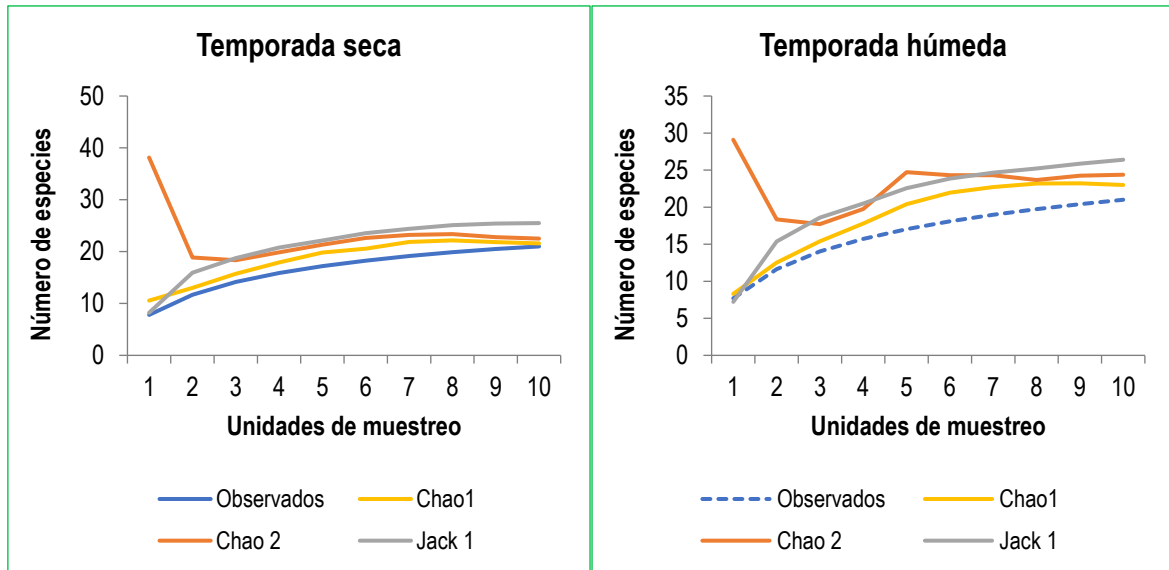 Temporada seca
Número de especies
50
40
30
20
10
0
1 2 3 4 5 6 7 8 9 10
Unidades de muestreo
Observados Chao1
Chao 2 Jack 1
Temporada húmeda
Número de especies
35
30
25
20
15
10
5
0
1 2 3 4 5 6 7 8 9 10
Unidades de muestreo
Observados Chao1
Chao 2 Jack 1